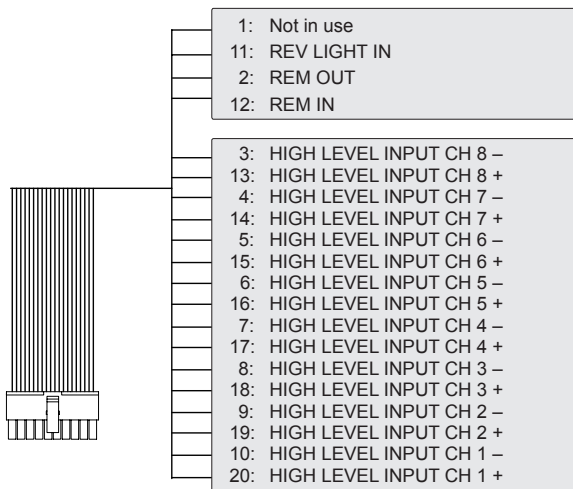 1: Not in use
11: REV LIGHT IN
2: REM OUT
12: REM IN
3: HIGH LEVEL INPUT CH 8 –
13: HIGH LEVEL INPUT CH 8 +
4: HIGH LEVEL INPUT CH 7 –
14: HIGH LEVEL INPUT CH 7 +
5: HIGH LEVEL INPUT CH 6 –
15: HIGH LEVEL INPUT CH 6 +
6: HIGH LEVEL INPUT CH 5 –
16: HIGH LEVEL INPUT CH 5 +
7: HIGH LEVEL INPUT CH 4 –
17: HIGH LEVEL INPUT CH 4 +
8: HIGH LEVEL INPUT CH 3 –
18: HIGH LEVEL INPUT CH 3 +
9: HIGH LEVEL INPUT CH 2 –
19: HIGH LEVEL INPUT CH 2 +
10: HIGH LEVEL INPUT CH 1 –
20: HIGH LEVEL INPUT CH 1 +